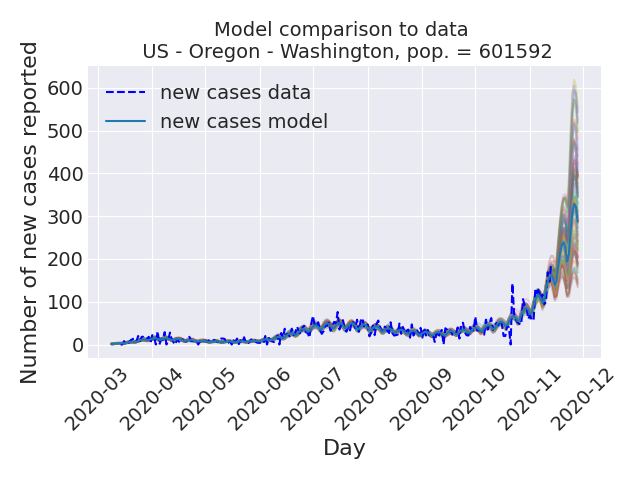 Model comparison to data
US - Oregon - Washington, pop. = 601592
Number of new cases reported
600
500
400
300
200
100
0
new cases data
new cases model
2020-03
2020-04
2020-05
2020-06
2020-07
2020-08
2020-09
2020-10
2020-11
2020-12
Day